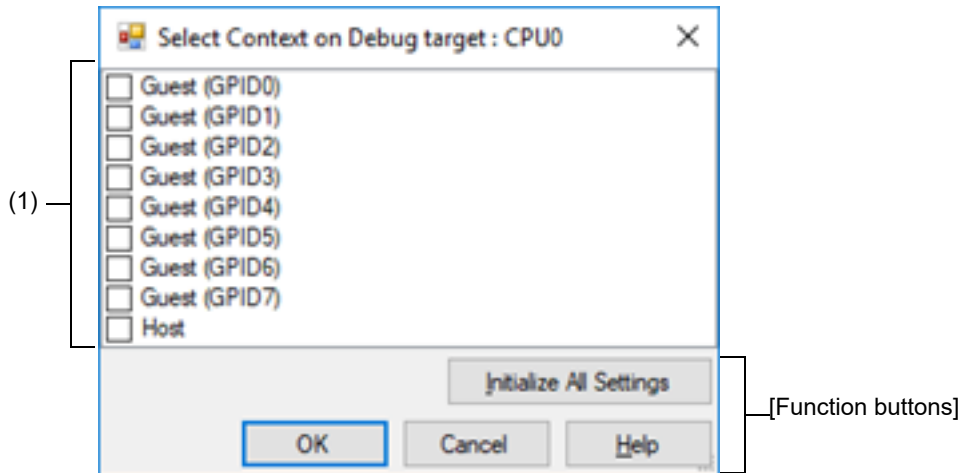 Select Context on Debug target : CPU0
Guest (GPID0)
Guest (GPID1)
Guest (GPID2)
Guest (GPID3)
(1)
Guest (GPID4)
Guest (GPID5)
Guest (GPID6)
Guest (GPID7)
Host
Initialize All Settings
[Function buttons]
OK Cancel Help